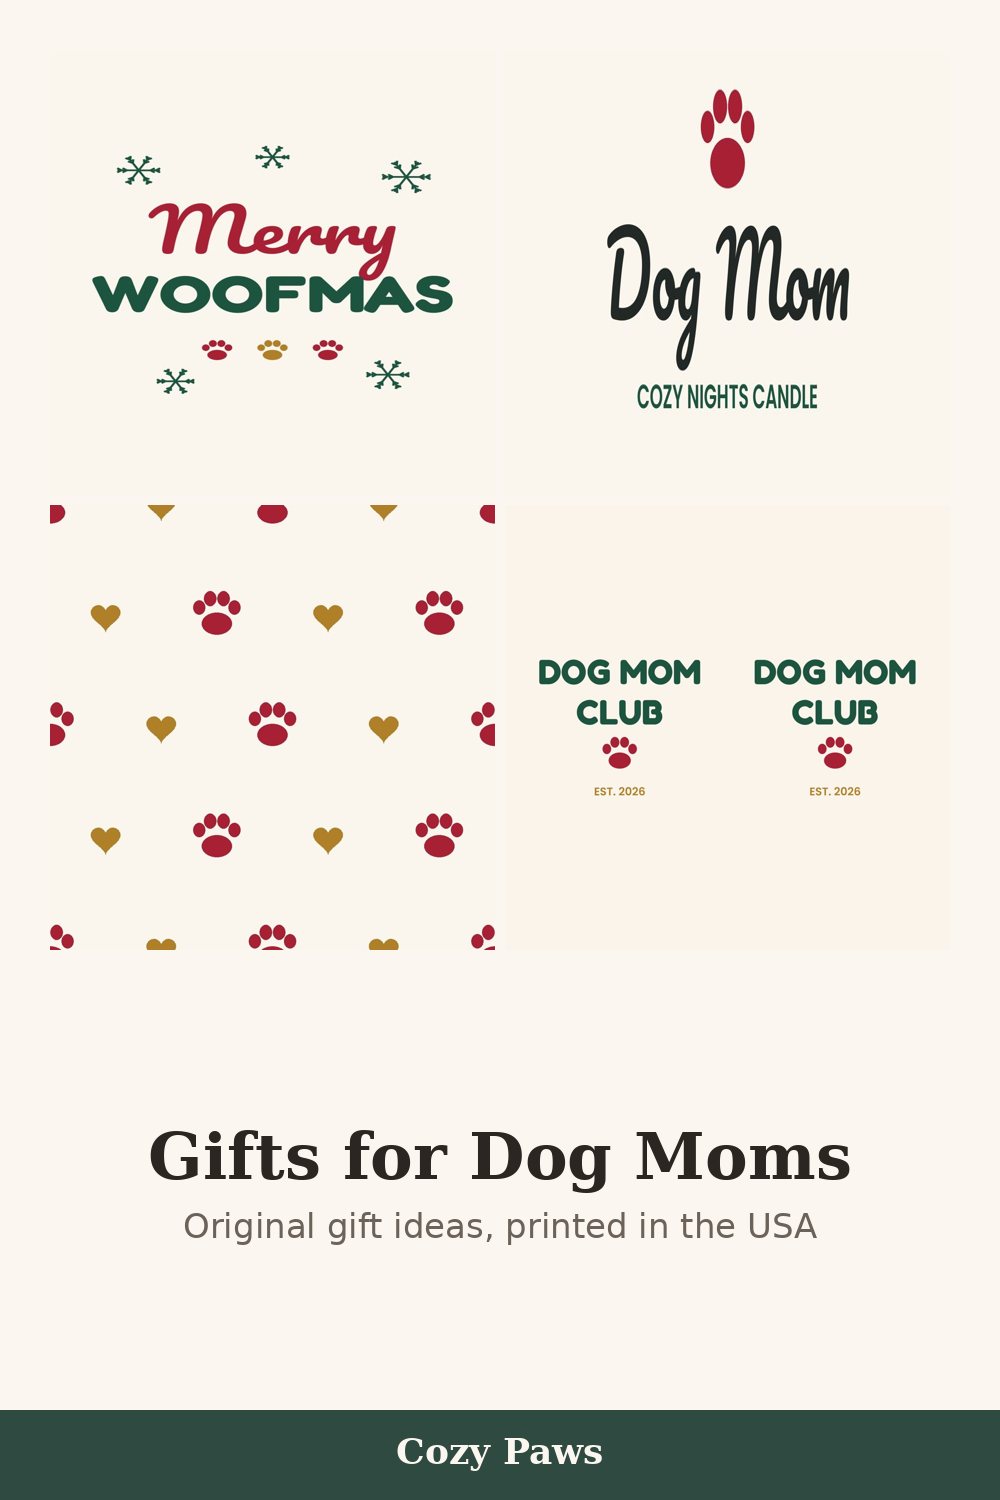 Merry
WOOFMAS
Dog Mom
COZY NIGHTS CANDLE
DOG MOM
CLUB
EST. 2026
DOG MOM
CLUB
EST. 2026
Gifts for Dog Moms
Original gift ideas, printed in the USA
Cozy Paws